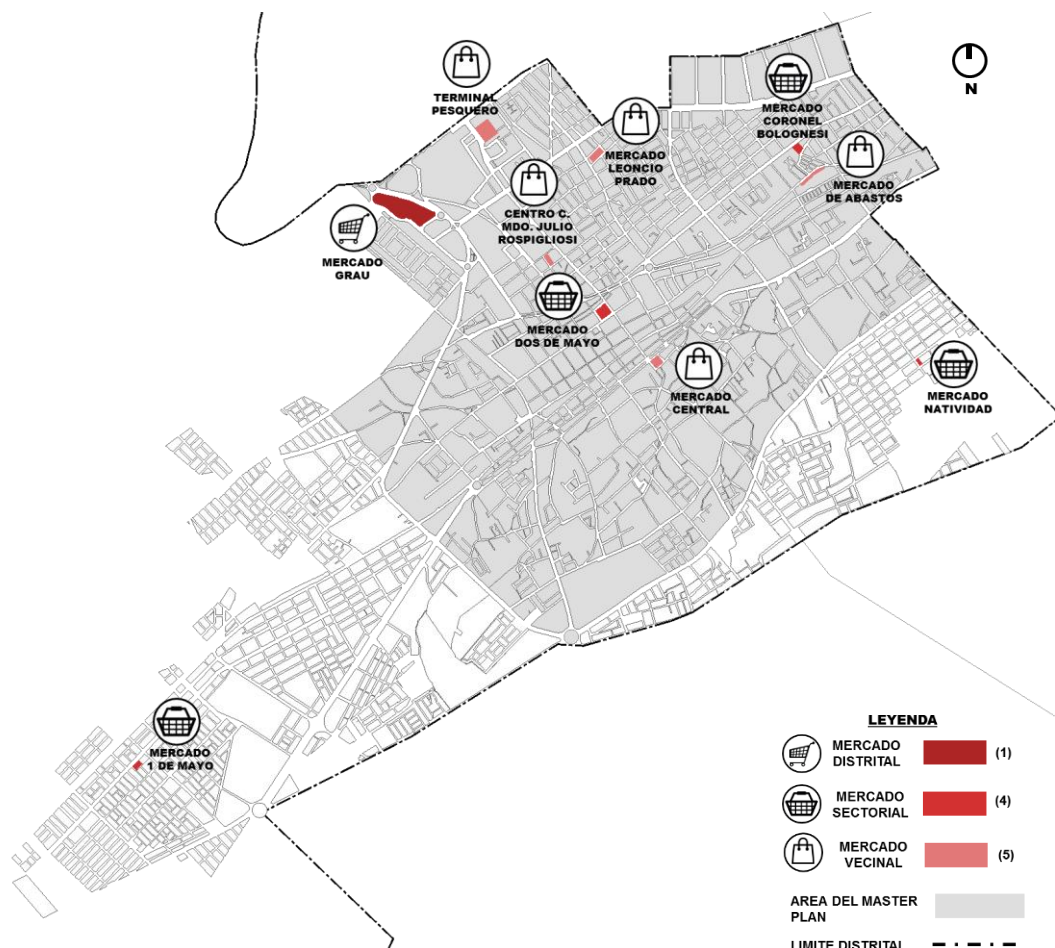 N
TERMINAL
PESQUERO
MERCADO
CORONEL
BOLOGNESI
MERCADO
LEONCIO
PRADO
MERCADO
DE ABASTOS
CENTRO C.
MDO. JULIO
ROSPIGLIOSI
MERCADO
GRAU
MERCADO
DOS DE MAYO
MERCADO
CENTRAL
MERCADO
NATIVIDAD
MERCADO
1 DE MAYO
LEYENDA
MERCADO
DISTRITAL
(1)
MERCADO
SECTORIAL
(4)
MERCADO
VECINAL
(5)
AREA DEL MASTER
PLAN
LIMITE DISTRITAL